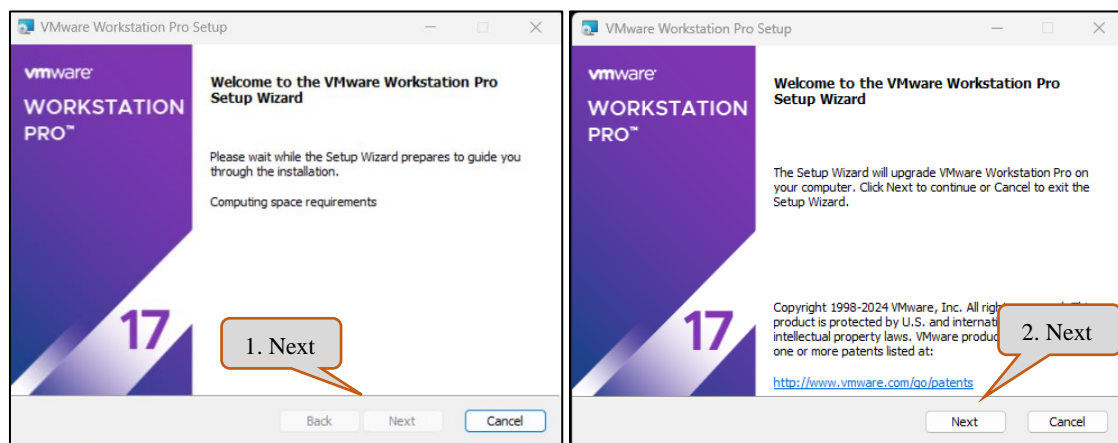 VMware Workstation Pro Setup
vmware
WORKSTATION
PRO™
Welcome to the VMware Workstation Pro
Setup Wizard
Please wait while the Setup Wizard prepares to guide you
through the installation.
Computing space requirements
17
1. Next
Back Next Cancel
VMware Workstation Pro Setup
vmware
WORKSTATION
PRO™
Welcome to the VMware Workstation Pro
Setup Wizard
The Setup Wizard will upgrade VMware Workstation Pro on
your computer. Click Next to continue or Cancel to exit the
Setup Wizard.
Copyright 1998-2024 VMware, Inc. All
product is protected by U.S. and
intellectual property laws. VMware
one or more patents listed at:
http://www.vmware.com/go/patents
17
2. Next
Next Cancel